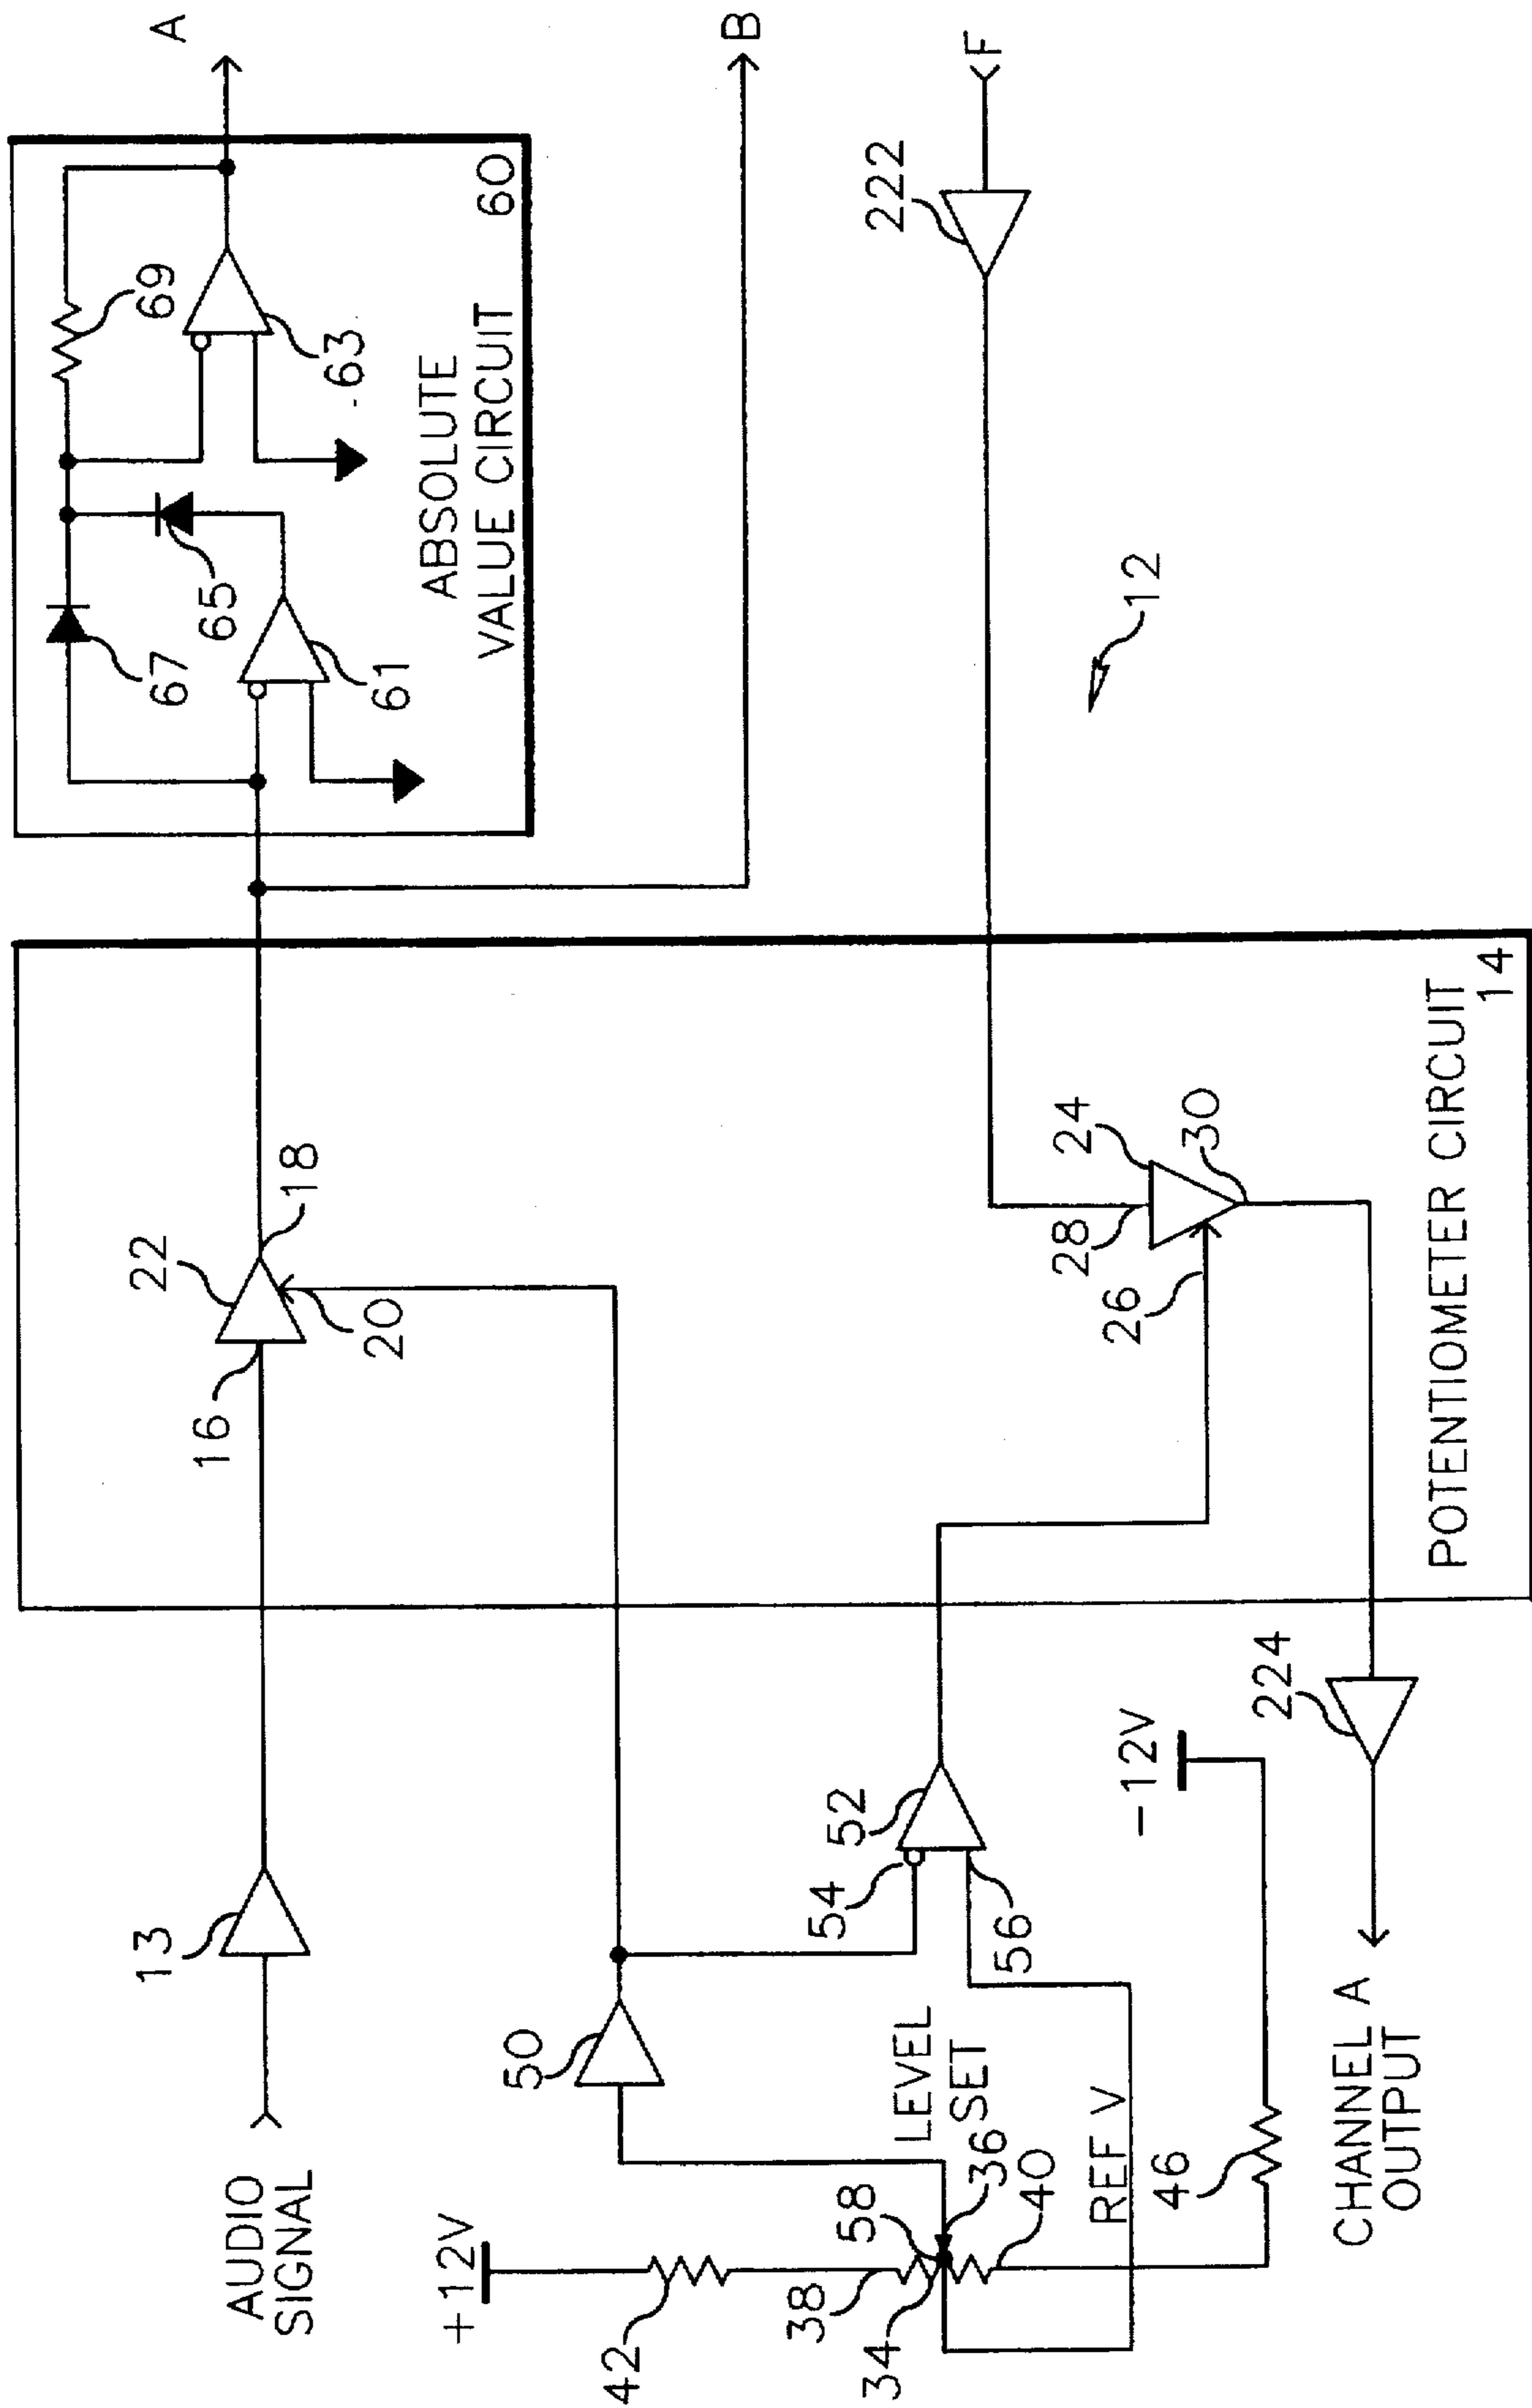 AUDIO
SIGNAL
13
16
22
18
20
A
67
65
61
69
63
ABSOLUTE
VALUE CIRCUIT
60
B
+12V
42
38
34
58
36
40
LEVEL
SET
REF V
46
-12V
50
54
52
56
26
28
24
30
222
F
12
POTENTIOMETER CIRCUIT
14
224
CHANNEL A
OUTPUT